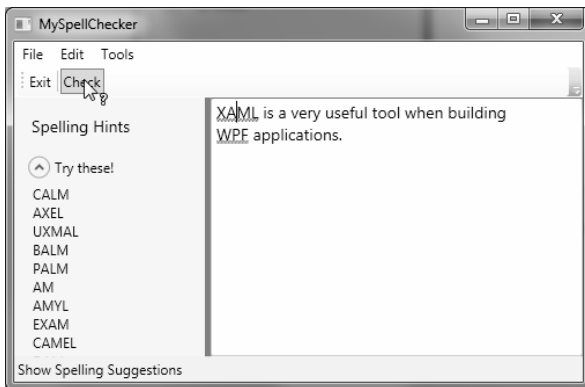 MySpellChecker
File Edit Tools
Exit Check
Spelling Hints
Try these!
CALM
AXEL
UXMAL
BALM
PALM
AM
AMYL
EXAM
CAMEL
XAML is a very useful tool when building
WPF applications.
Show Spelling Suggestions